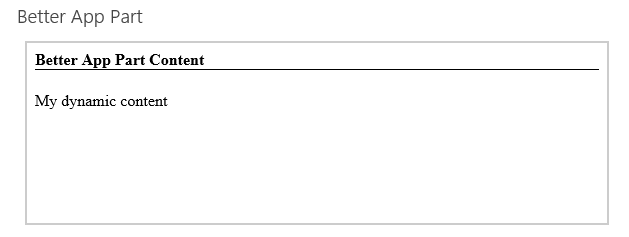 Better App Part
Better App Part Content
My dynamic content